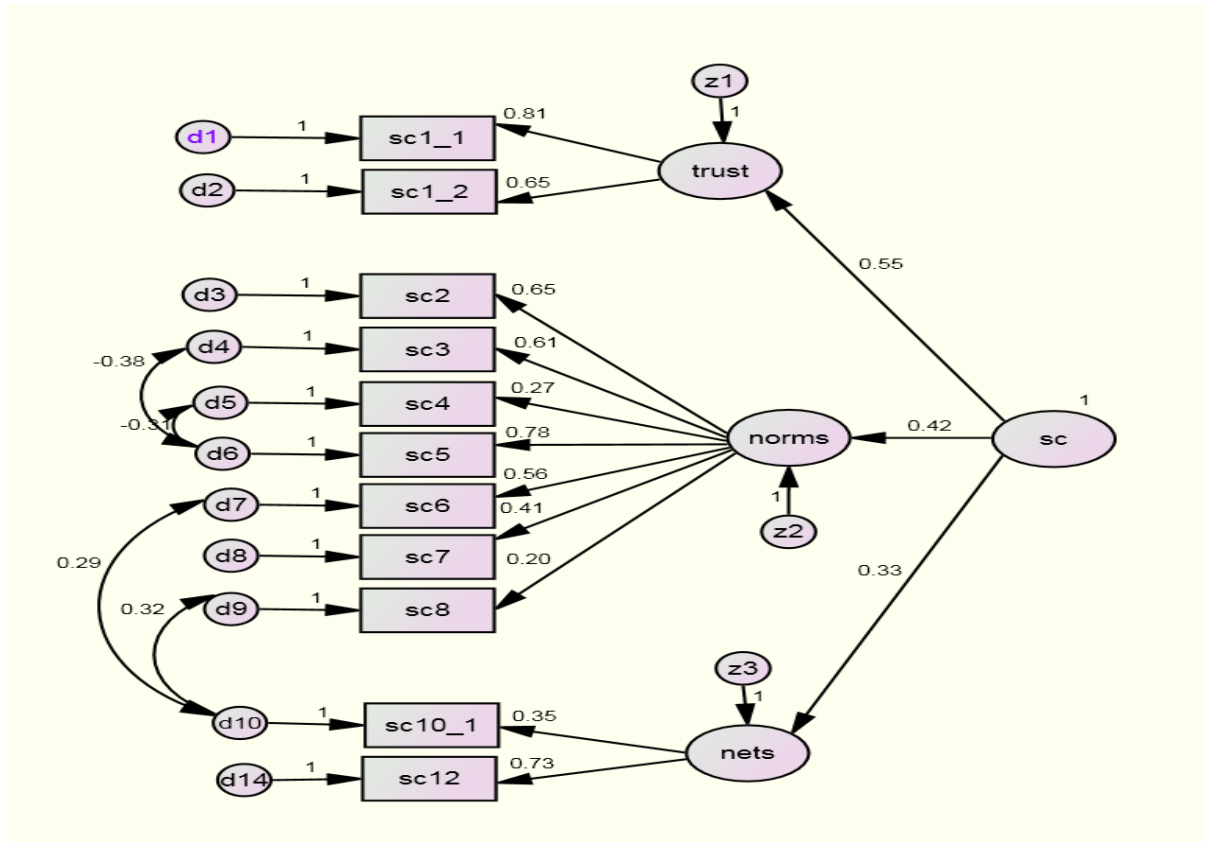 z1
0.81
1
d1
1
sc1_1
trust
d2
1
sc1_2
0.65
0.55
d3
1
sc2
0.65
-0.38
d4
1
sc3
0.61
d5
1
sc4
0.27
-0.31
d6
1
sc5
0.78
norms
0.42
1
sc
d7
1
sc6
0.56
1
z2
0.29
d8
1
sc7
0.41
0.33
0.32
d9
1
sc8
0.20
z3
1
d10
1
sc10_1
0.35
nets
d14
1
sc12
0.73